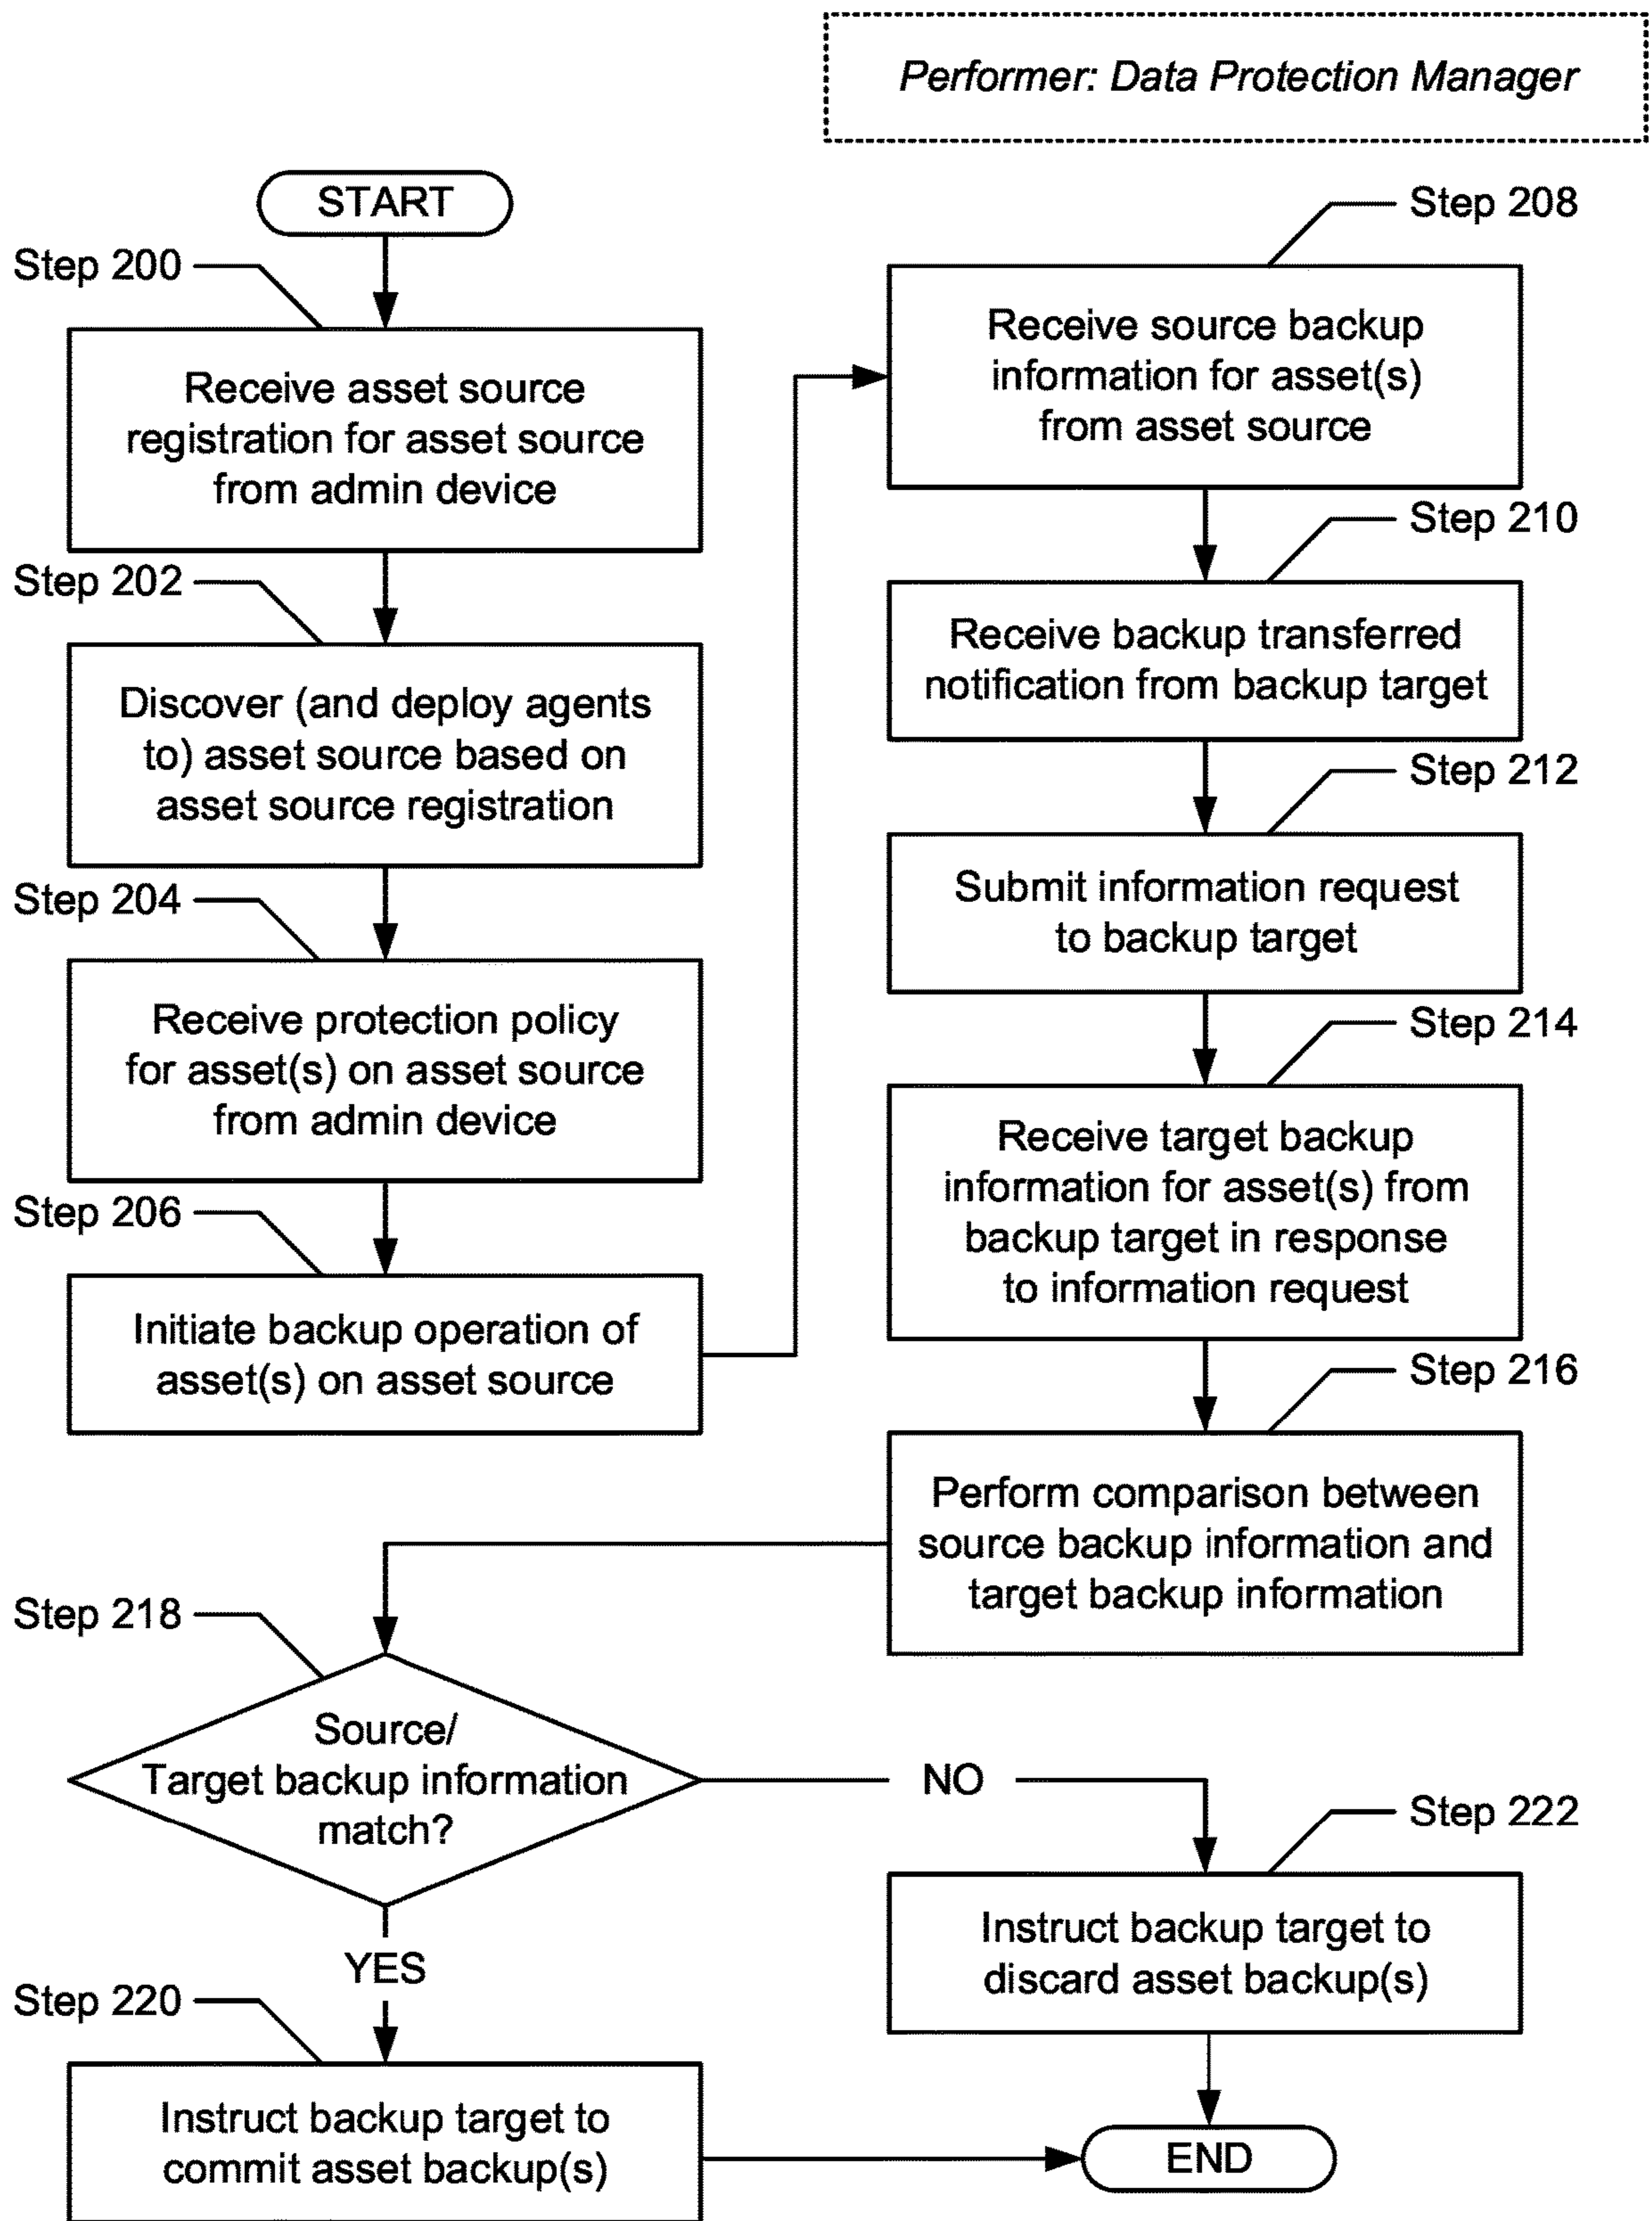 Performer: Data Protection Manager
START
Step 200
Receive asset source
registration for asset source
from admin device
Step 202
Discover (and deploy agents
to) asset source based on
asset source registration
Step 204
Receive protection policy
for asset(s) on asset source
from admin device
Step 206
Initiate backup operation of
asset(s) on asset source
Step 208
Receive source backup
information for asset(s)
from asset source
Step 210
Receive backup transferred
notification from backup target
Step 212
Submit information request
to backup target
Step 214
Receive target backup
information for asset(s) from
backup target in response
to information request
Step 216
Perform comparison between
source backup information and
target backup information
Step 218
Source/
Target backup information
match?
NO
YES
Step 220
Instruct backup target to
commit asset backup(s)
Step 222
Instruct backup target to
discard asset backup(s)
END